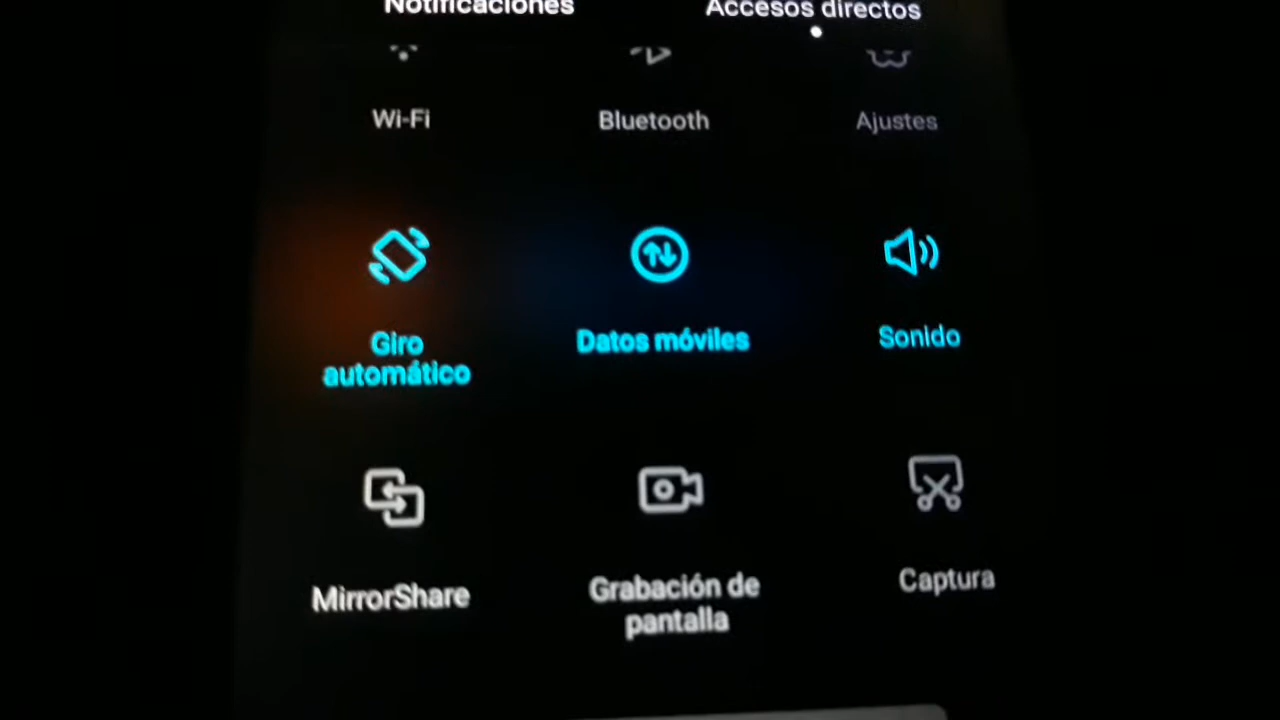 Notificaciones Accesos directos
Wi-Fi Bluetooth Ajustes
Giro automático
Datos móviles
Sonido
MirrorShare
Grabación de
pantalla
Captura